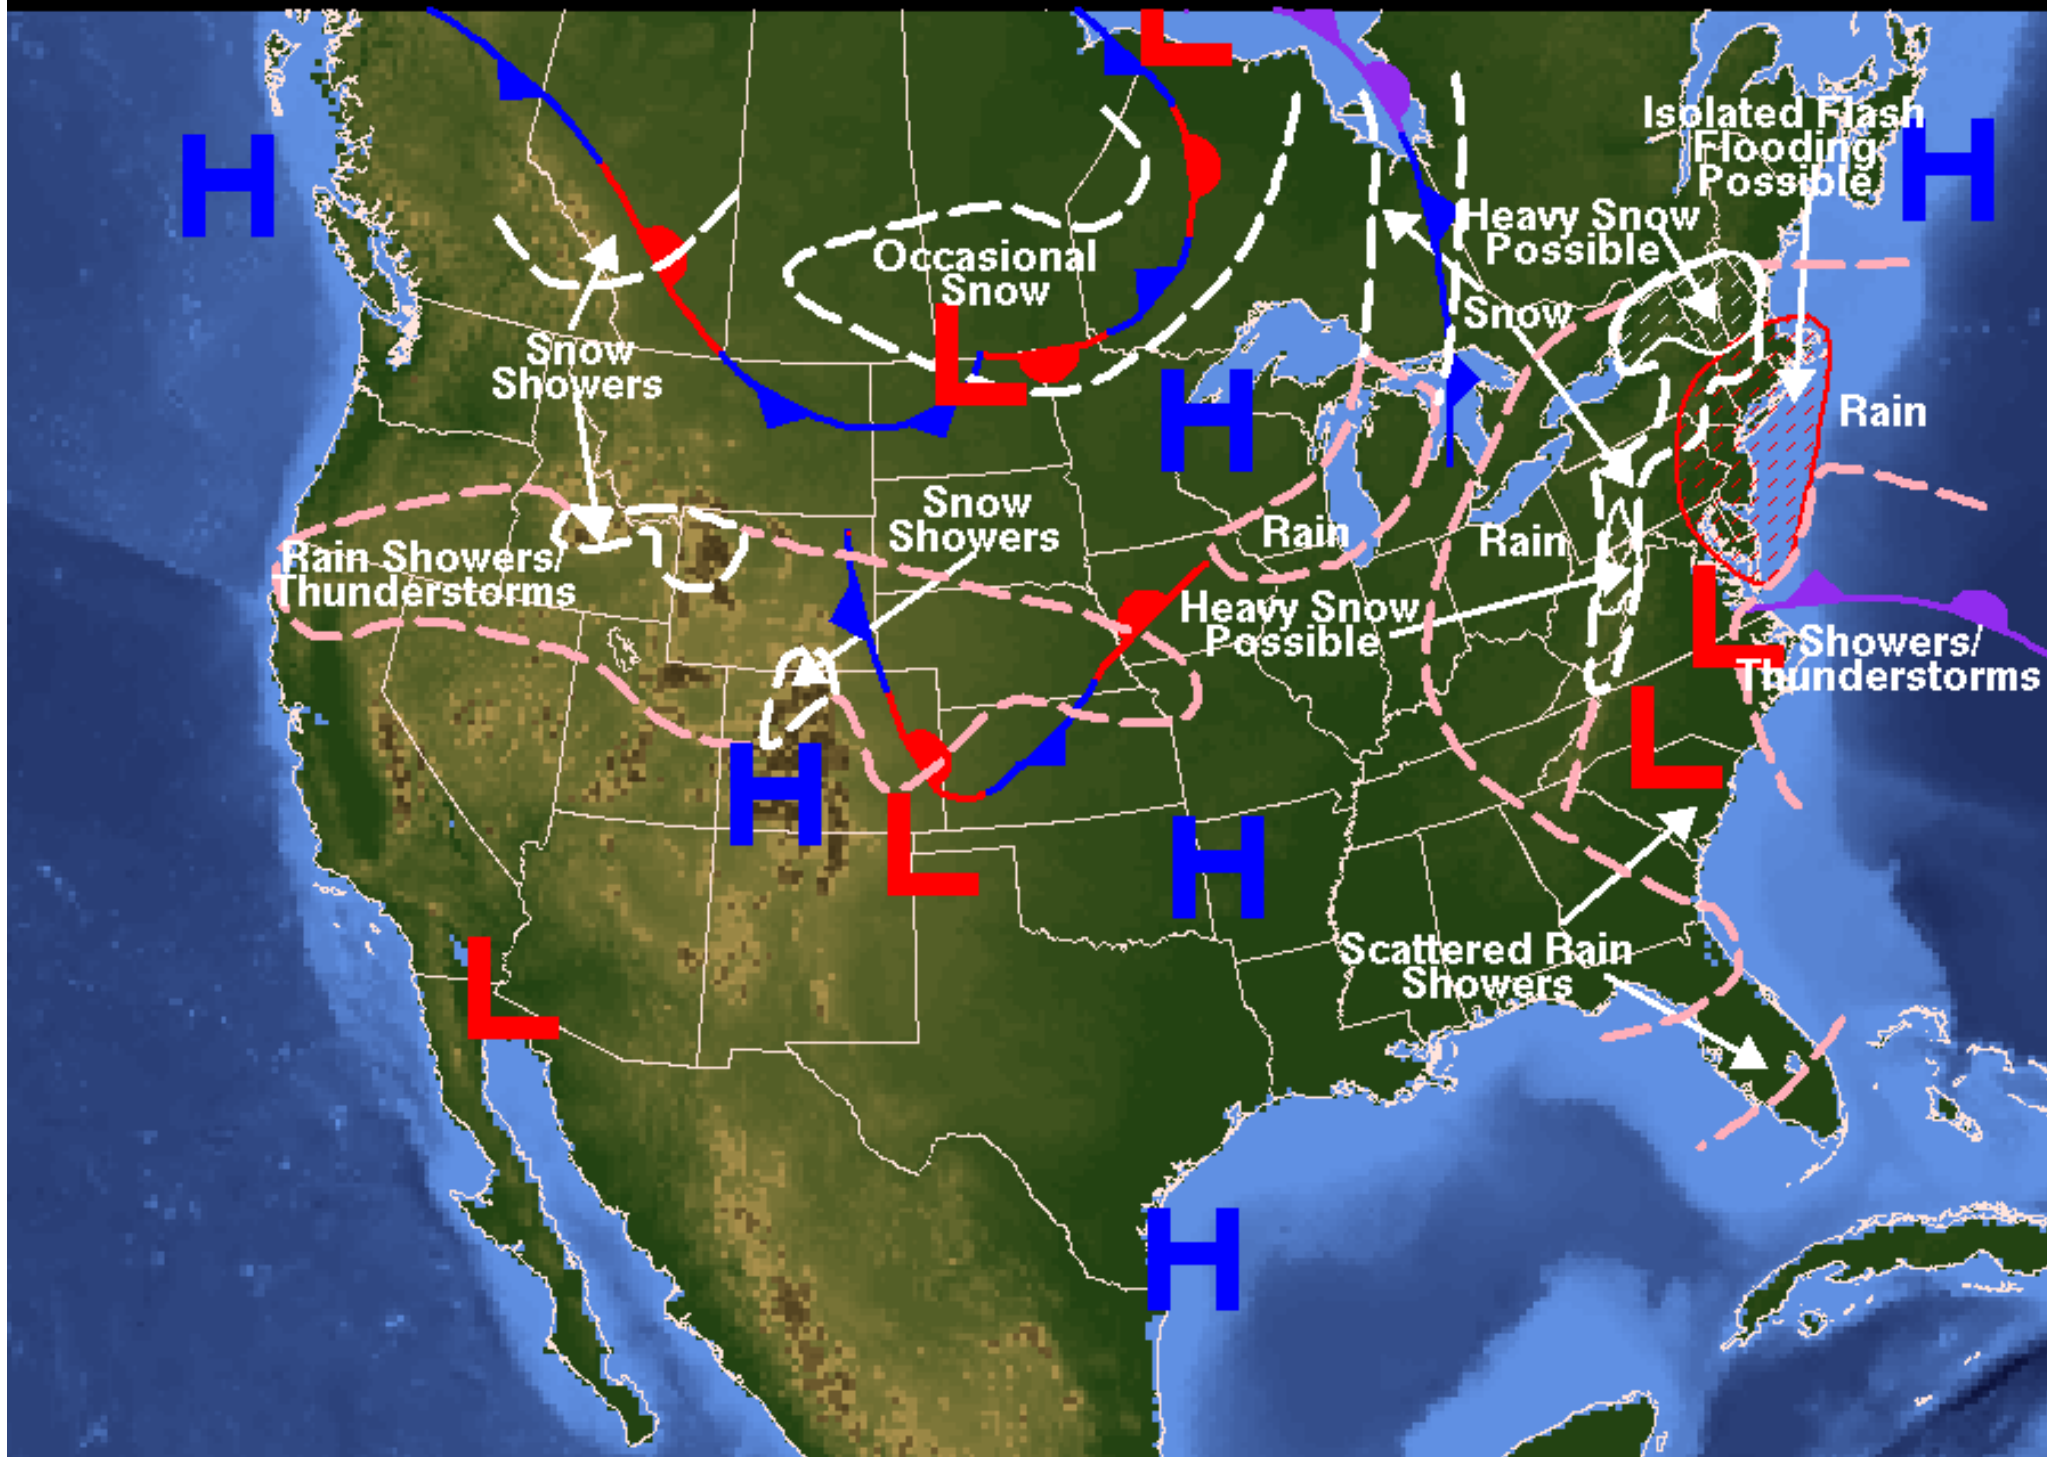 L
H
Isolated Flash
Flooding
Possible
H
Heavy Snow
Possible
Occasional
Snow
Snow
Snow
Showers
L
H
Rain
Snow
Showers
Rain
Rain
Rain Showers/
Thunderstorms
Heavy Snow
Possible
L
Showers/
Thunderstorms
L
H
L
H
Scattered Rain
Showers
L
H